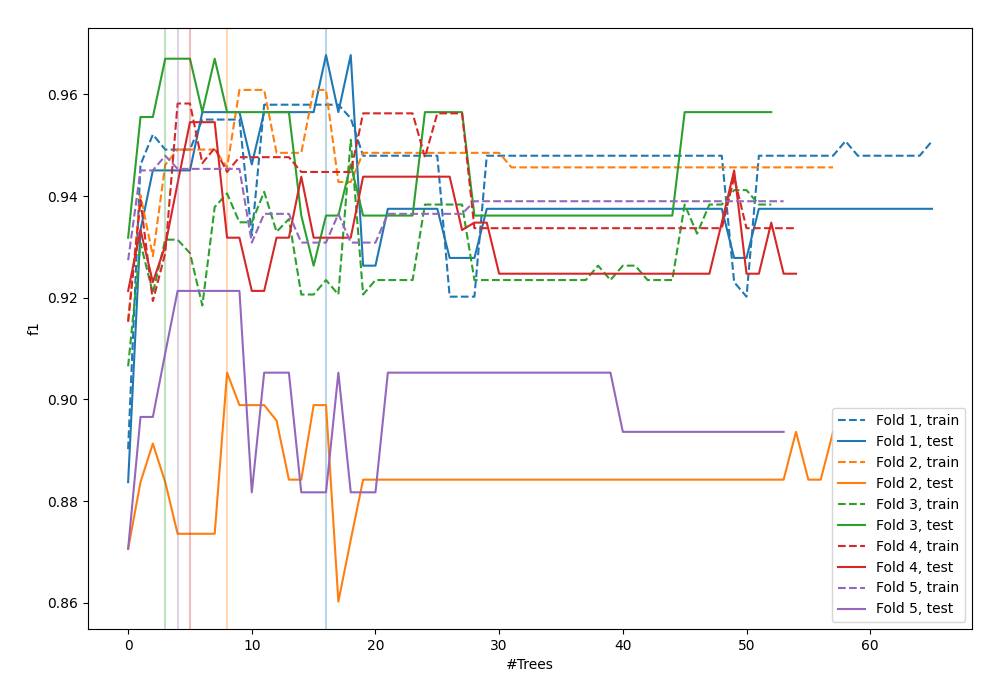 0.96
0.94
0.92
0.90
0.88
0.86
f1
0 10 20 30 40 50 60
#Trees
Fold 1, train
Fold 1, test
Fold 2, train
Fold 2, test
Fold 3, train
Fold 3, test
Fold 4, train
Fold 4, test
Fold 5, train
Fold 5, test